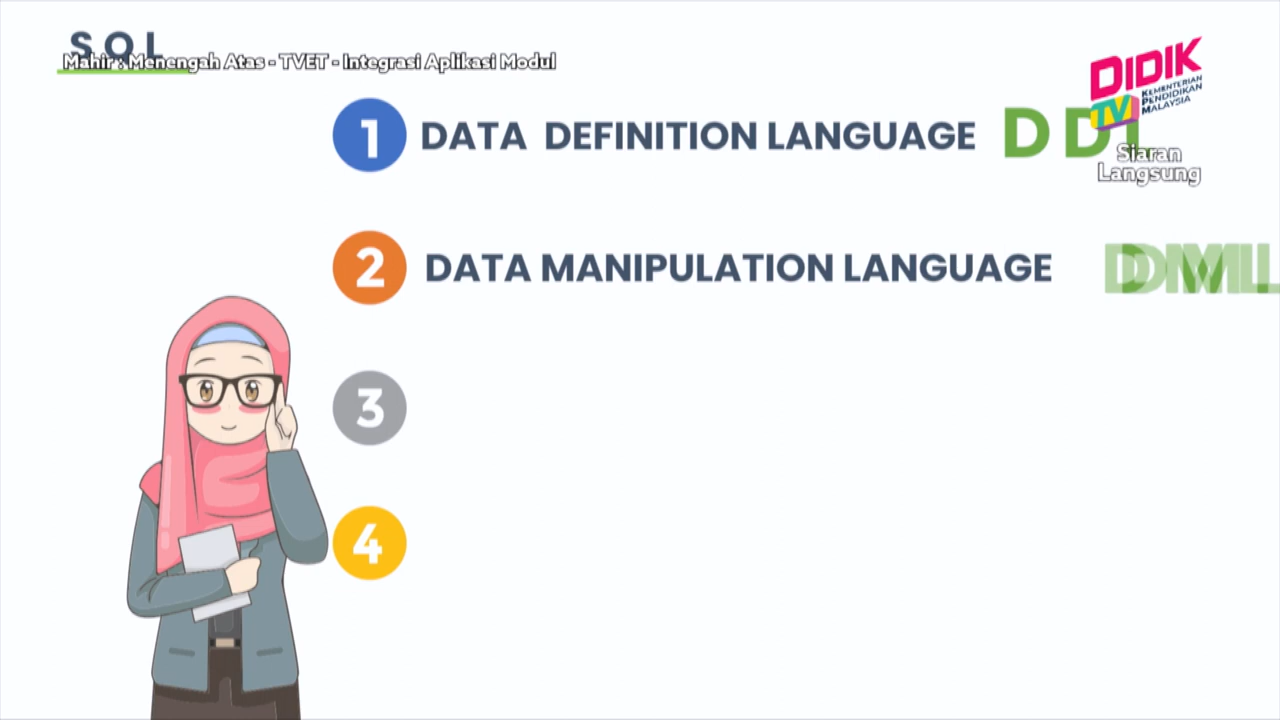 SQL
Mahir : Menengah Atas - TVET - Integrasi Aplikasi Modul
DIDIK
TV
KEMENTERIAN
PENDIDIKAN
MALAYSIA
Siaran
Langsung
1 DATA DEFINITION LANGUAGE DDL
2 DATA MANIPULATION LANGUAGE DML
3
4